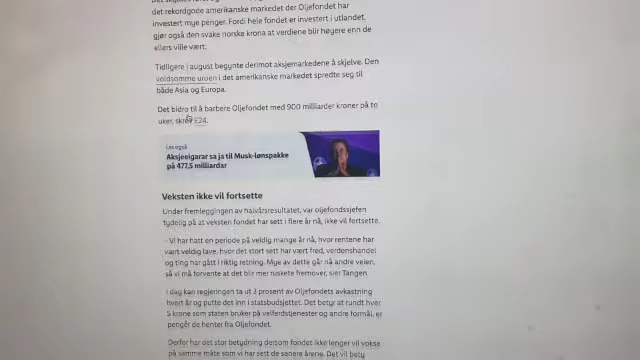 det rekordgode amerikanske markedet der Oljefondet har
investert mye penger. Fordi hele fondet er investert i utlandet,
gjør også den svake norske krona at verdiene blir høyere enn de
ellers ville vært.
Tidligere i august begynte derimot aksjemarkedene å skjelve. Den
voldsomme uroen i det amerikanske markedet spredte seg til
både Asia og Europa.
Det bidro til å barbere Oljefondet med 900 milliarder kroner på to
uker, skrev E24.
Les også
Aksjeeigarar sa ja til Musk-lønspakke
på 477,5 milliardar
Veksten ikke vil fortsette
Under fremleggingen av halvårsresultatet, var oljefondssjefen
tydelig på at veksten fondet har sett i flere år nå, ikke vil fortsette.
- Vi har hatt en periode på veldig mange år nå, hvor rentene har
vært veldig lave, hvor det stort sett har vært fred, verdenshandel
og ting har gått i riktig retning. Mye av dette går nå andre veien,
så vi må forvente at det blir mer ruskete fremover, sier Tangen.
I dag kan regjeringen ta ut 3 prosent av Oljefondets avkastning
hvert år og putte det inn i statsbudsjettet. Det betyr at rundt hver
5 krone som staten bruker på velferdstjenester og andre formål, er
penger de henter fra Oljefondet.
Derfor har det stor betydning dersom fondet ikke lenger vil vokse
på samme måte som vi har sett de senere årene. Det vil bety